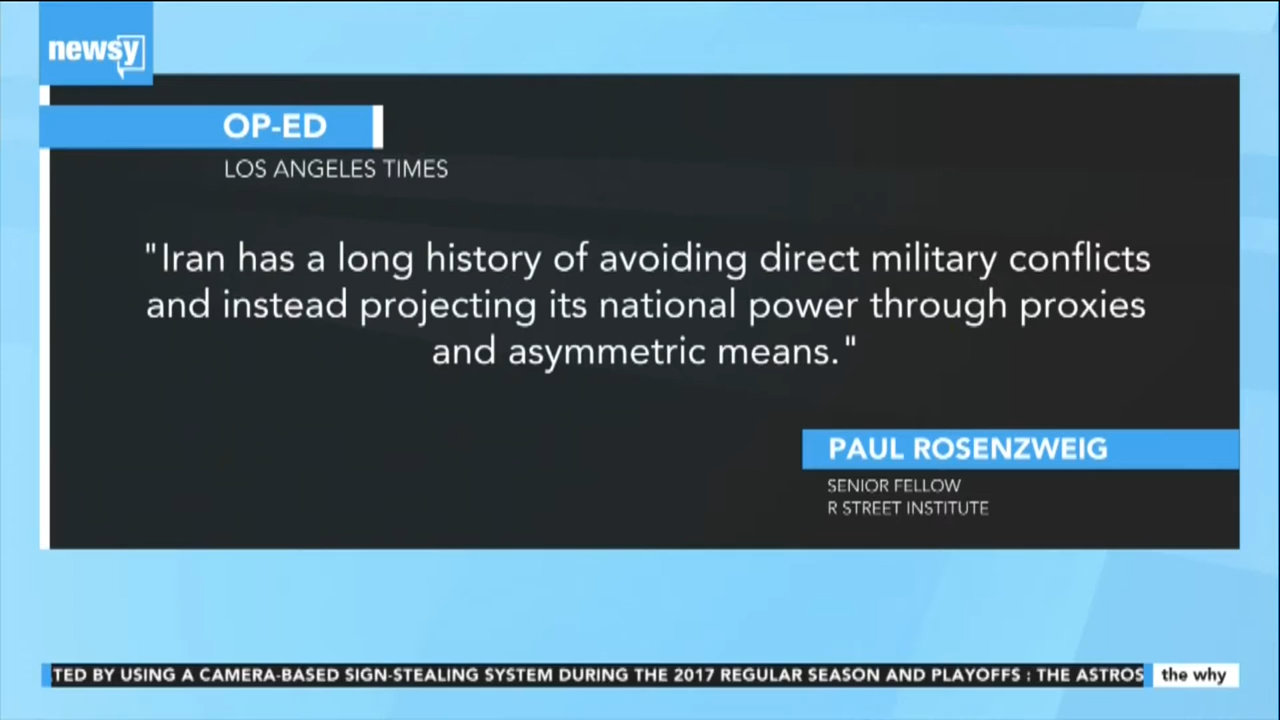 newsy
OP-ED
LOS ANGELES TIMES
"Iran has a long history of avoiding direct military conflicts
and instead projecting its national power through proxies
and asymmetric means."
PAUL ROSENZWEIG
SENIOR FELLOW
R STREET INSTITUTE
TED BY USING A CAMERA-BASED SIGN-STEALING SYSTEM DURING THE 2017 REGULAR SEASON AND PLAYOFFS : THE ASTROS
the why